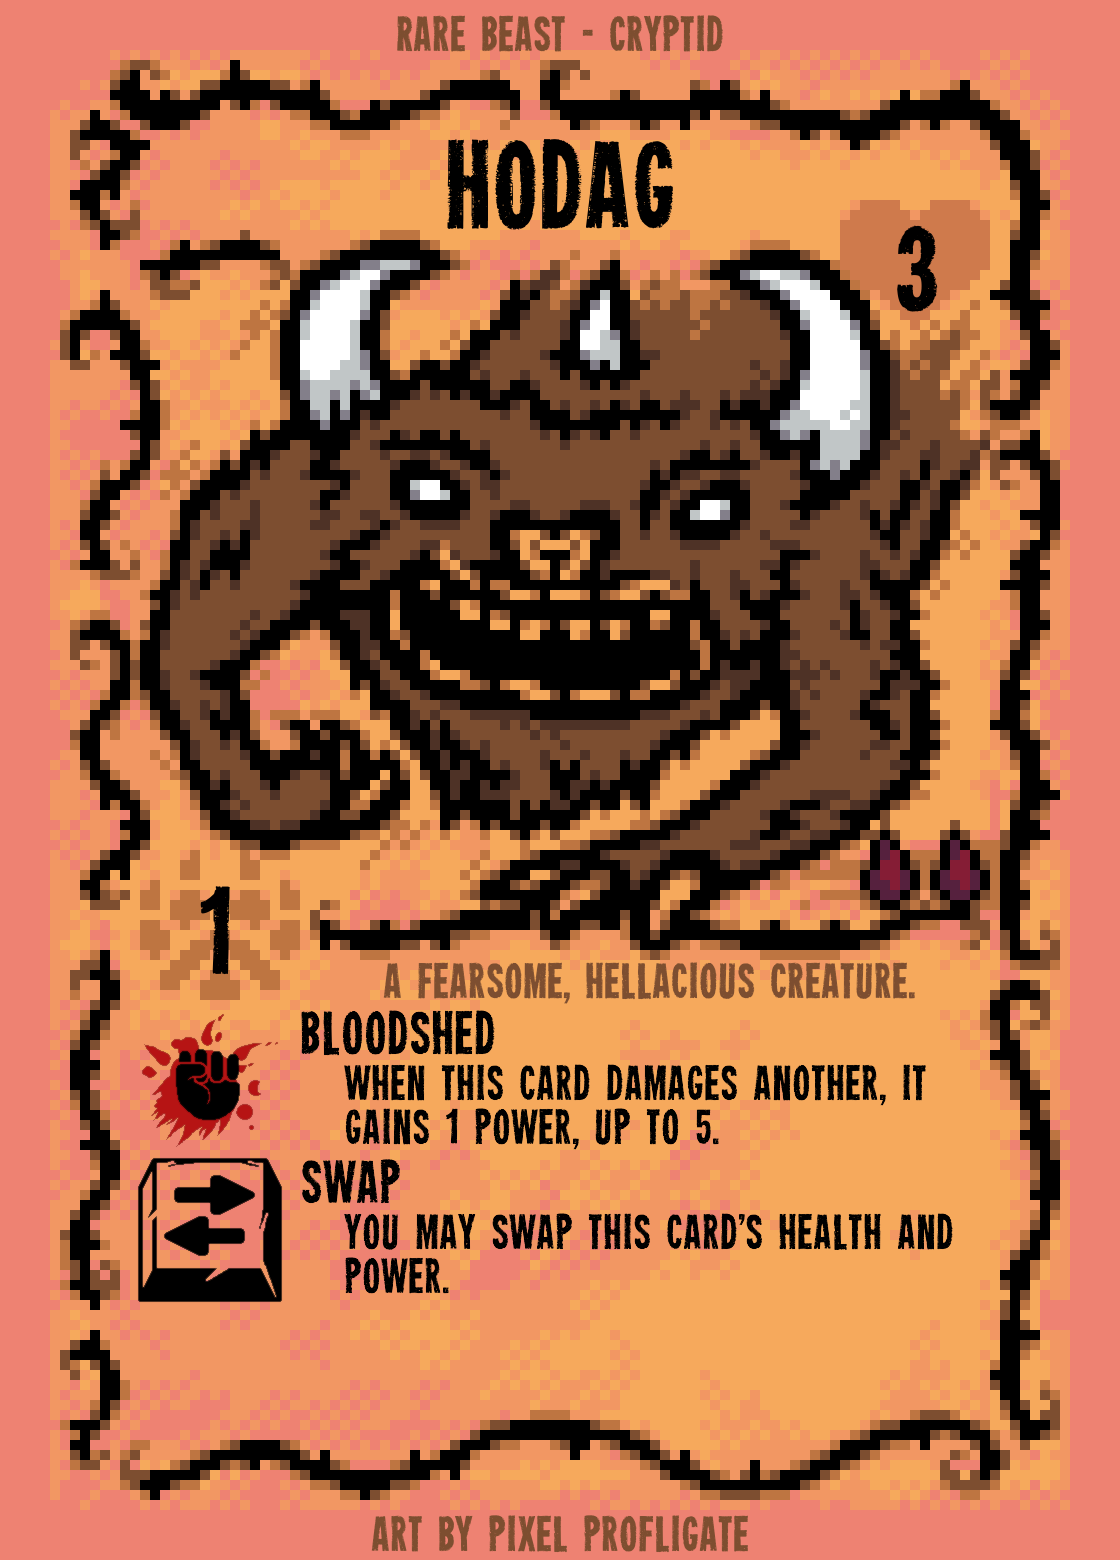 RARE BEAST - CRYPTID
HODAG
3
1
A FEARSOME, HELLACIOUS CREATURE.
BLOODSHED
WHEN THIS CARD DAMAGES ANOTHER, IT
GAINS 1 POWER, UP TO 5.
SWAP
YOU MAY SWAP THIS CARD'S HEALTH AND
POWER.
ART BY PIXEL PROFLIGATE